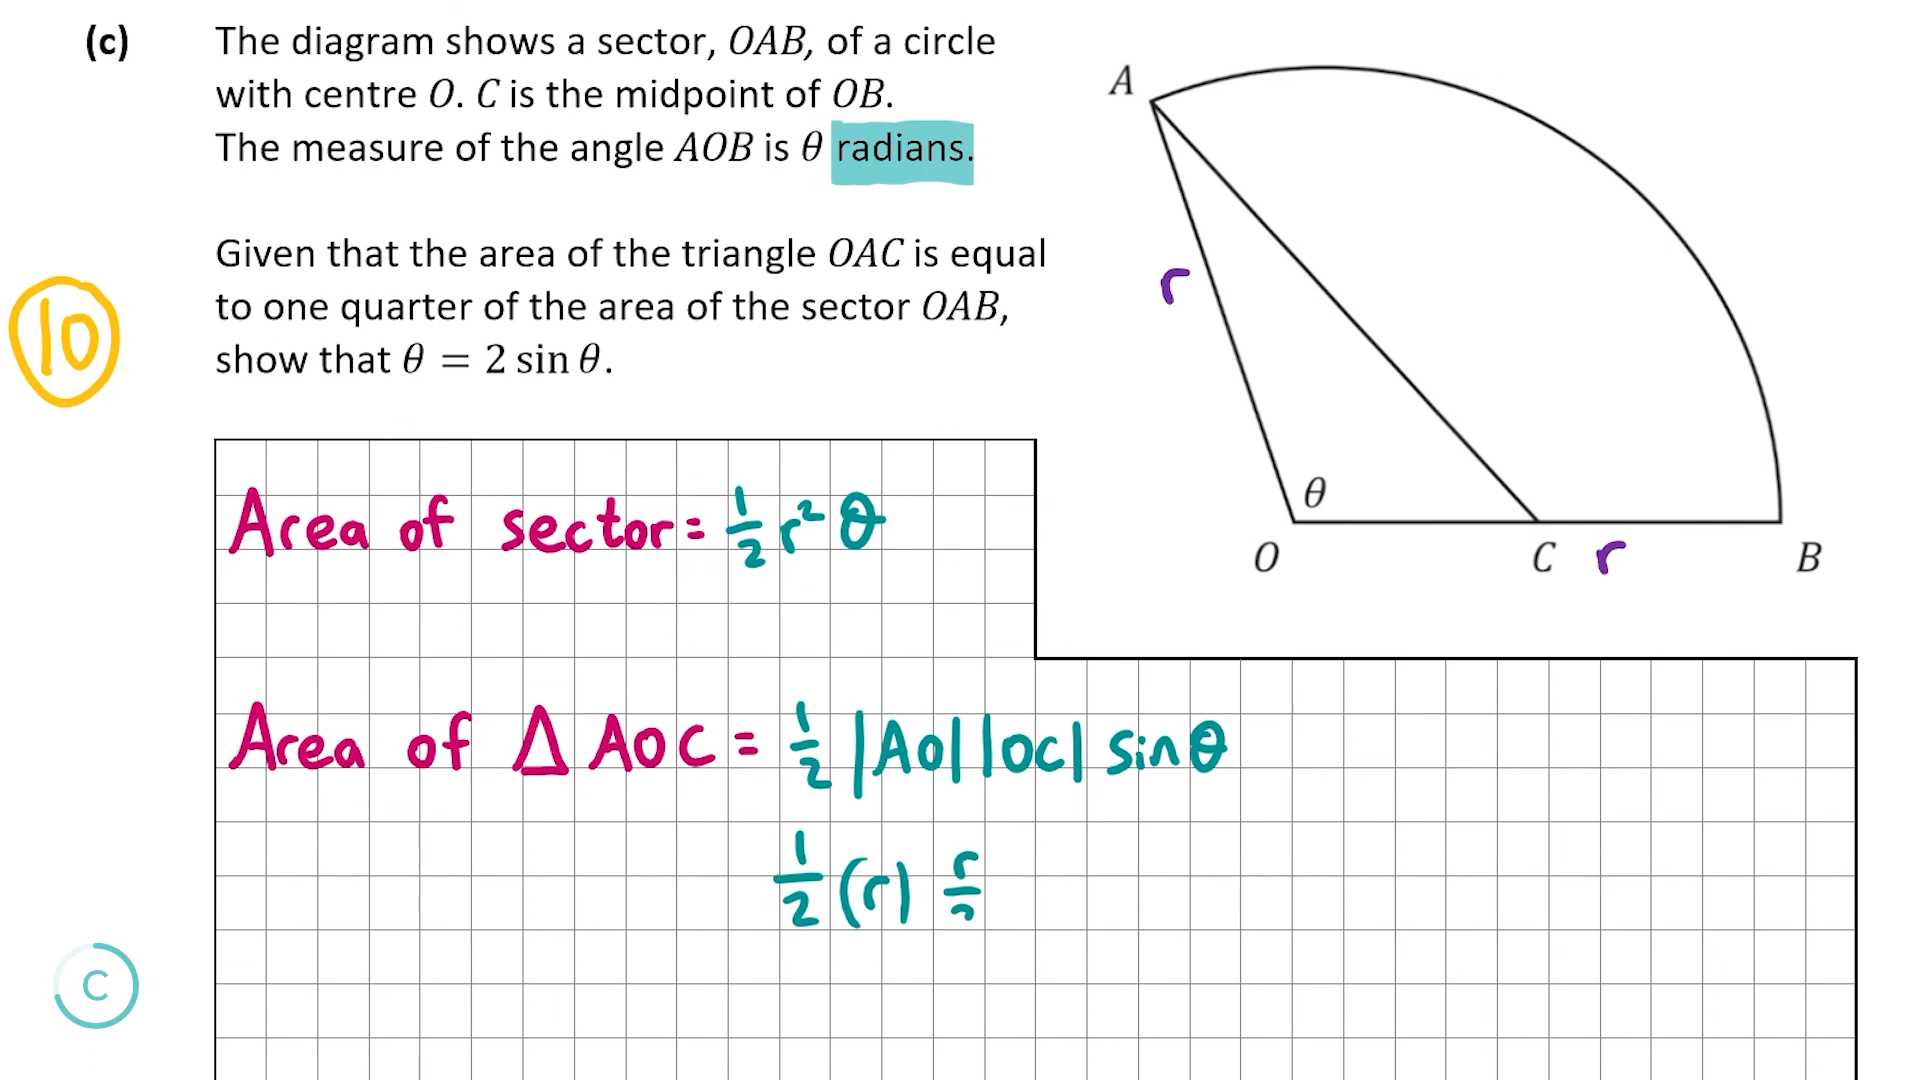 (c) The diagram shows a sector, OAB, of a circle
with centre O. C is the midpoint of OB.
The measure of the angle AOB is θ radians.
Given that the area of the triangle OAC is equal
to one quarter of the area of the sector OAB,
show that θ = 2 sin θ.
10
A
r
θ
O
C
r
B
Area of sector = 1/2 r² θ
Area of Δ AOC = 1/2 |AO| |OC| sin θ
1/2 (r) r/2
C